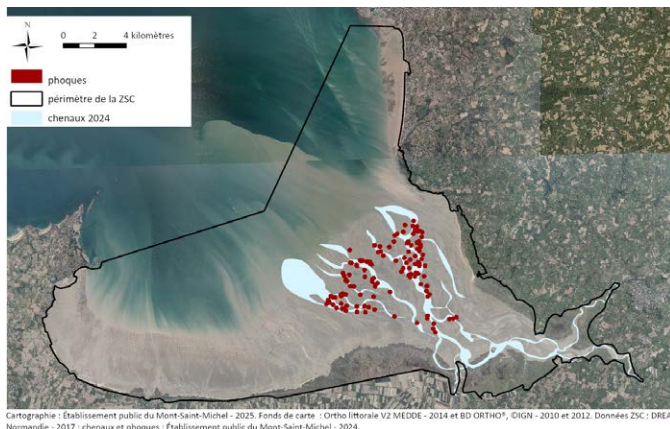 N
0 2 4 kilomètres
phoques
périmètre de la ZSC
chenaux 2024
Cartographie : Établissement public du Mont-Saint-Michel - 2025. Fonds de carte : Ortho littorale V2 MEDDE - 2014 et BD ORTHO®, ©IGN - 2010 et 2012. Données ZSC : DREA
Normandie - 2017 ; chenaux et phoques : Établissement public du Mont-Saint-Michel - 2024.